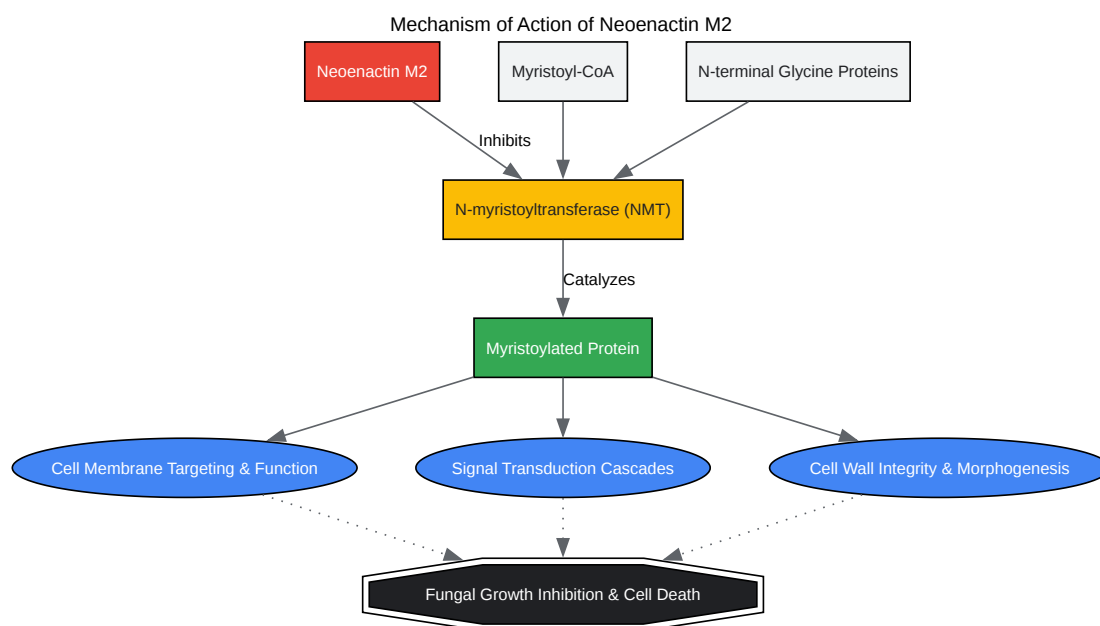 Mechanism of Action of Neoenactin M2
Neoenactin M2
Myristoyl-CoA
N-terminal Glycine Proteins
Inhibits
N-myristoyltransferase (NMT)
Catalyzes
Myristoylated Protein
Cell Membrane Targeting & Function
Signal Transduction Cascades
Cell Wall Integrity & Morphogenesis
Fungal Growth Inhibition & Cell Death